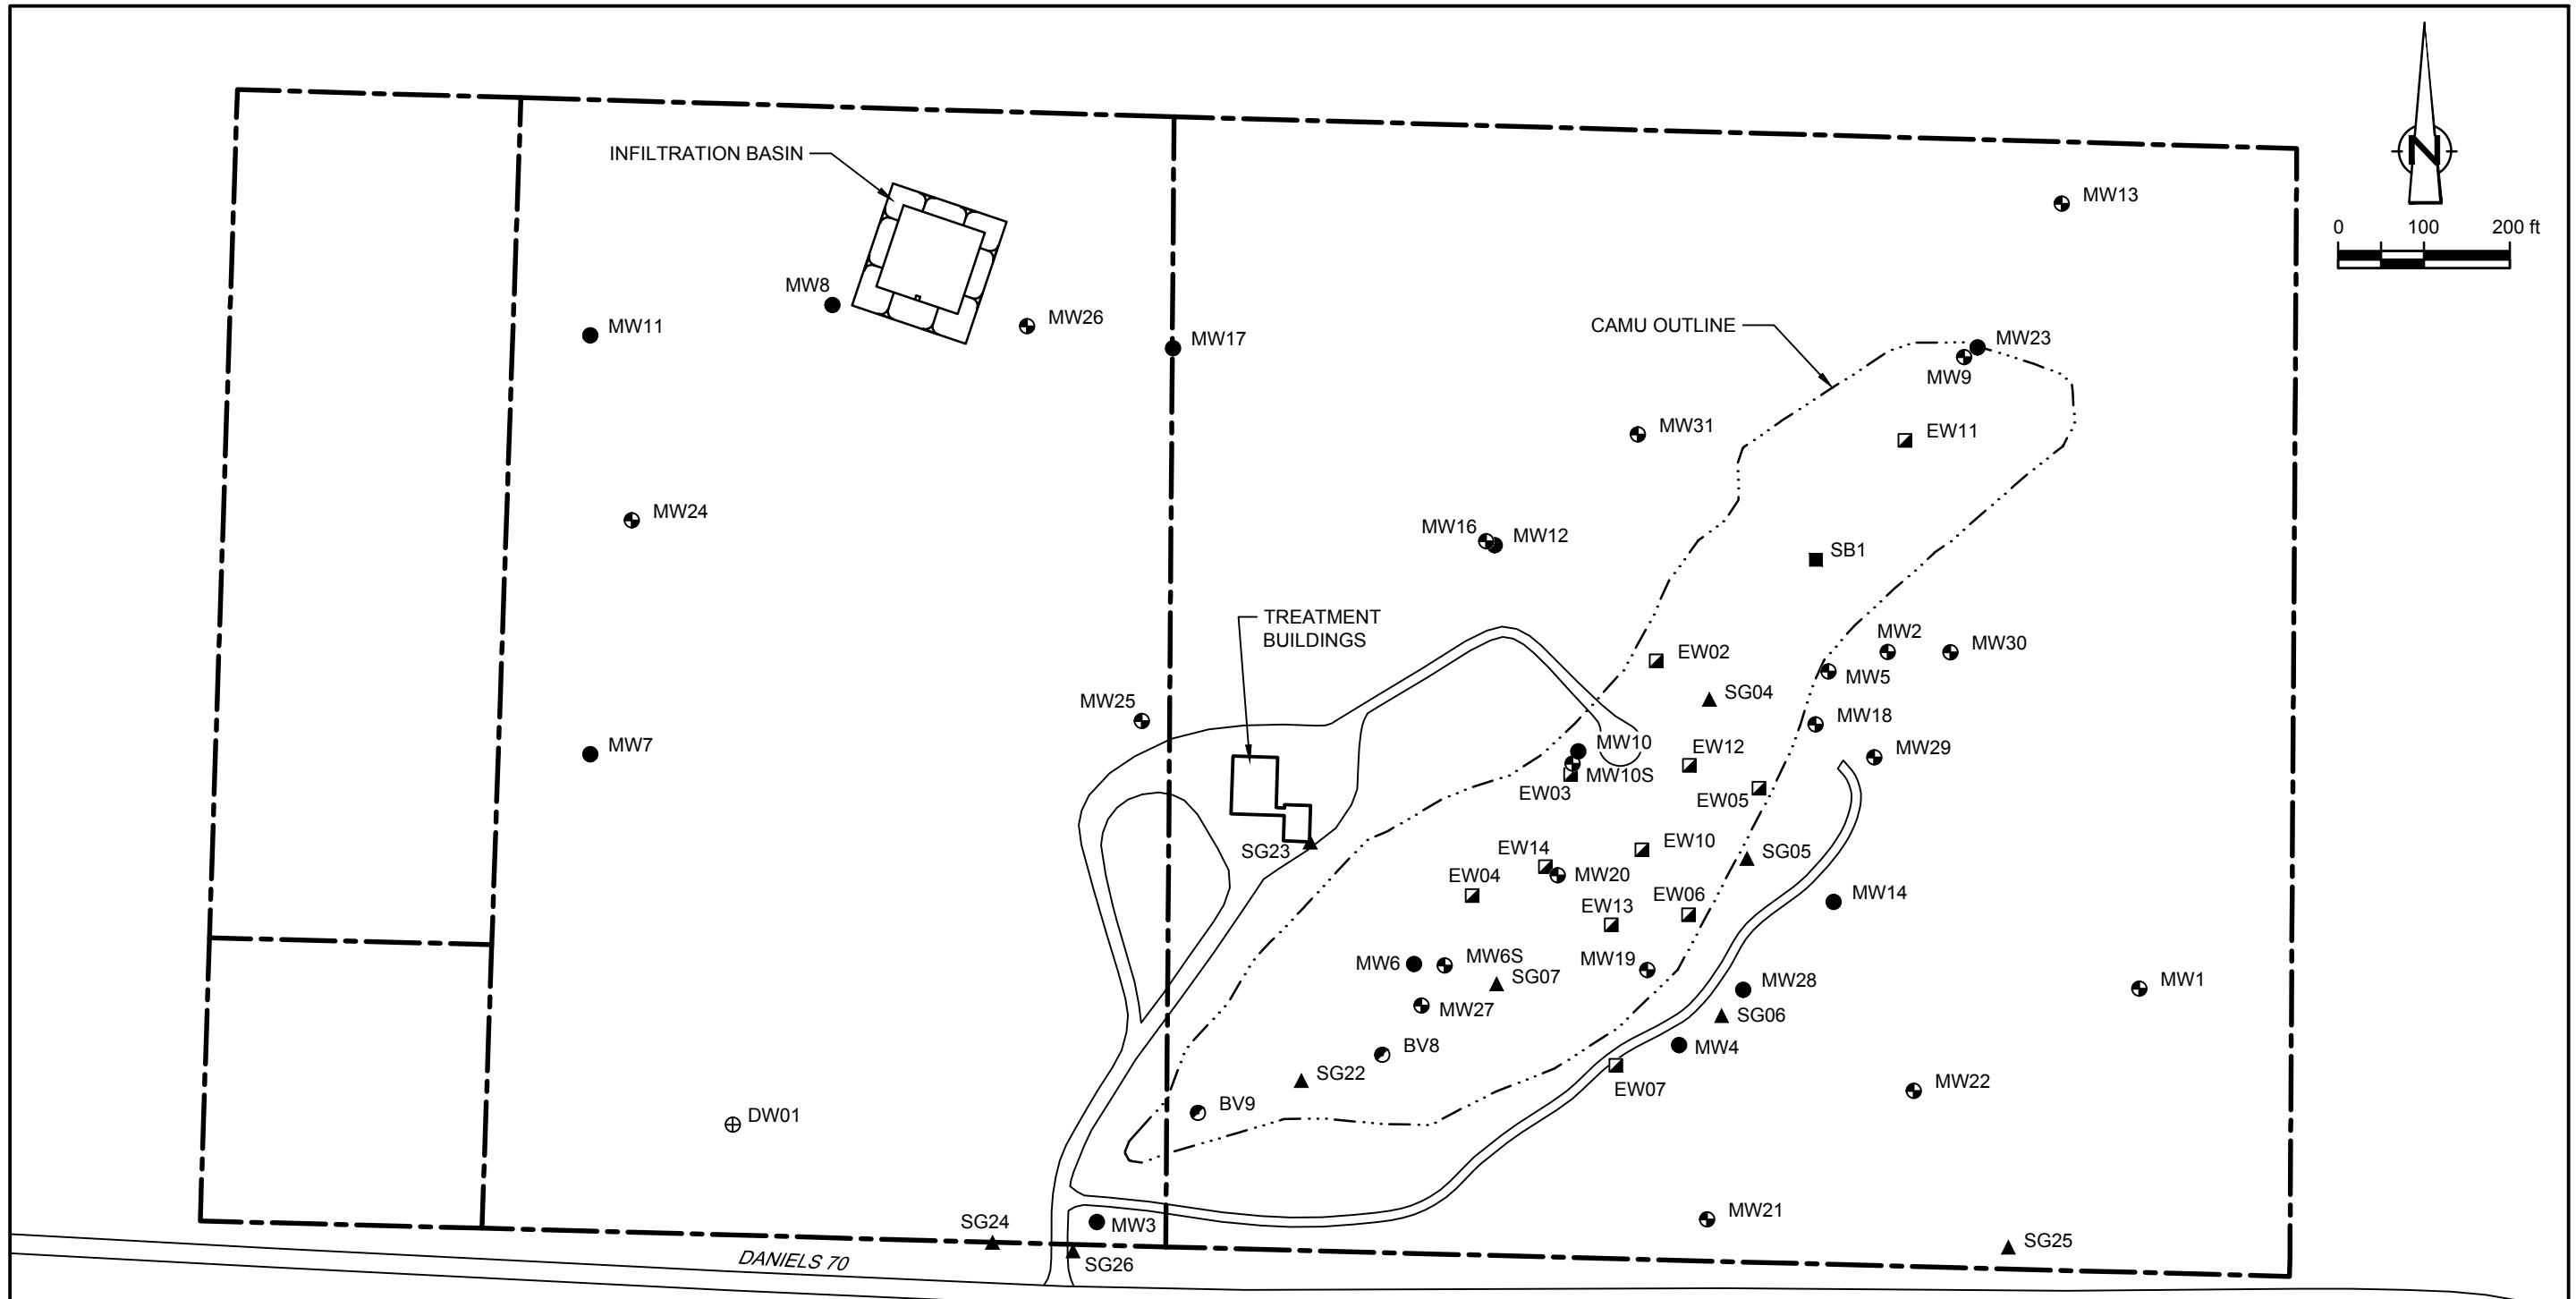 INFILTRATION BASIN
N
MW13
0 100 200 ft
MW8
MW11
MW26
MW17
CAMU OUTLINE
MW23
MW9
MW31
EW11
MW24
MW16
MW12
SB1
TREATMENT
BUILDINGS
MW2
MW30
EW02
MW5
SG04
MW25
MW18
MW7
MW10
EW12
MW29
MW10S
EW03
EW05
SG23
EW14
EW10
SG05
MW20
EW04
EW06
MW14
EW13
MW6
MW6S
MW19
SG07
MW28
MW1
MW27
SG06
BV8
MW4
SG22
EW07
MW22
BV9
DW01
SG24
MW3
MW21
SG25
DANIELS 70
SG26